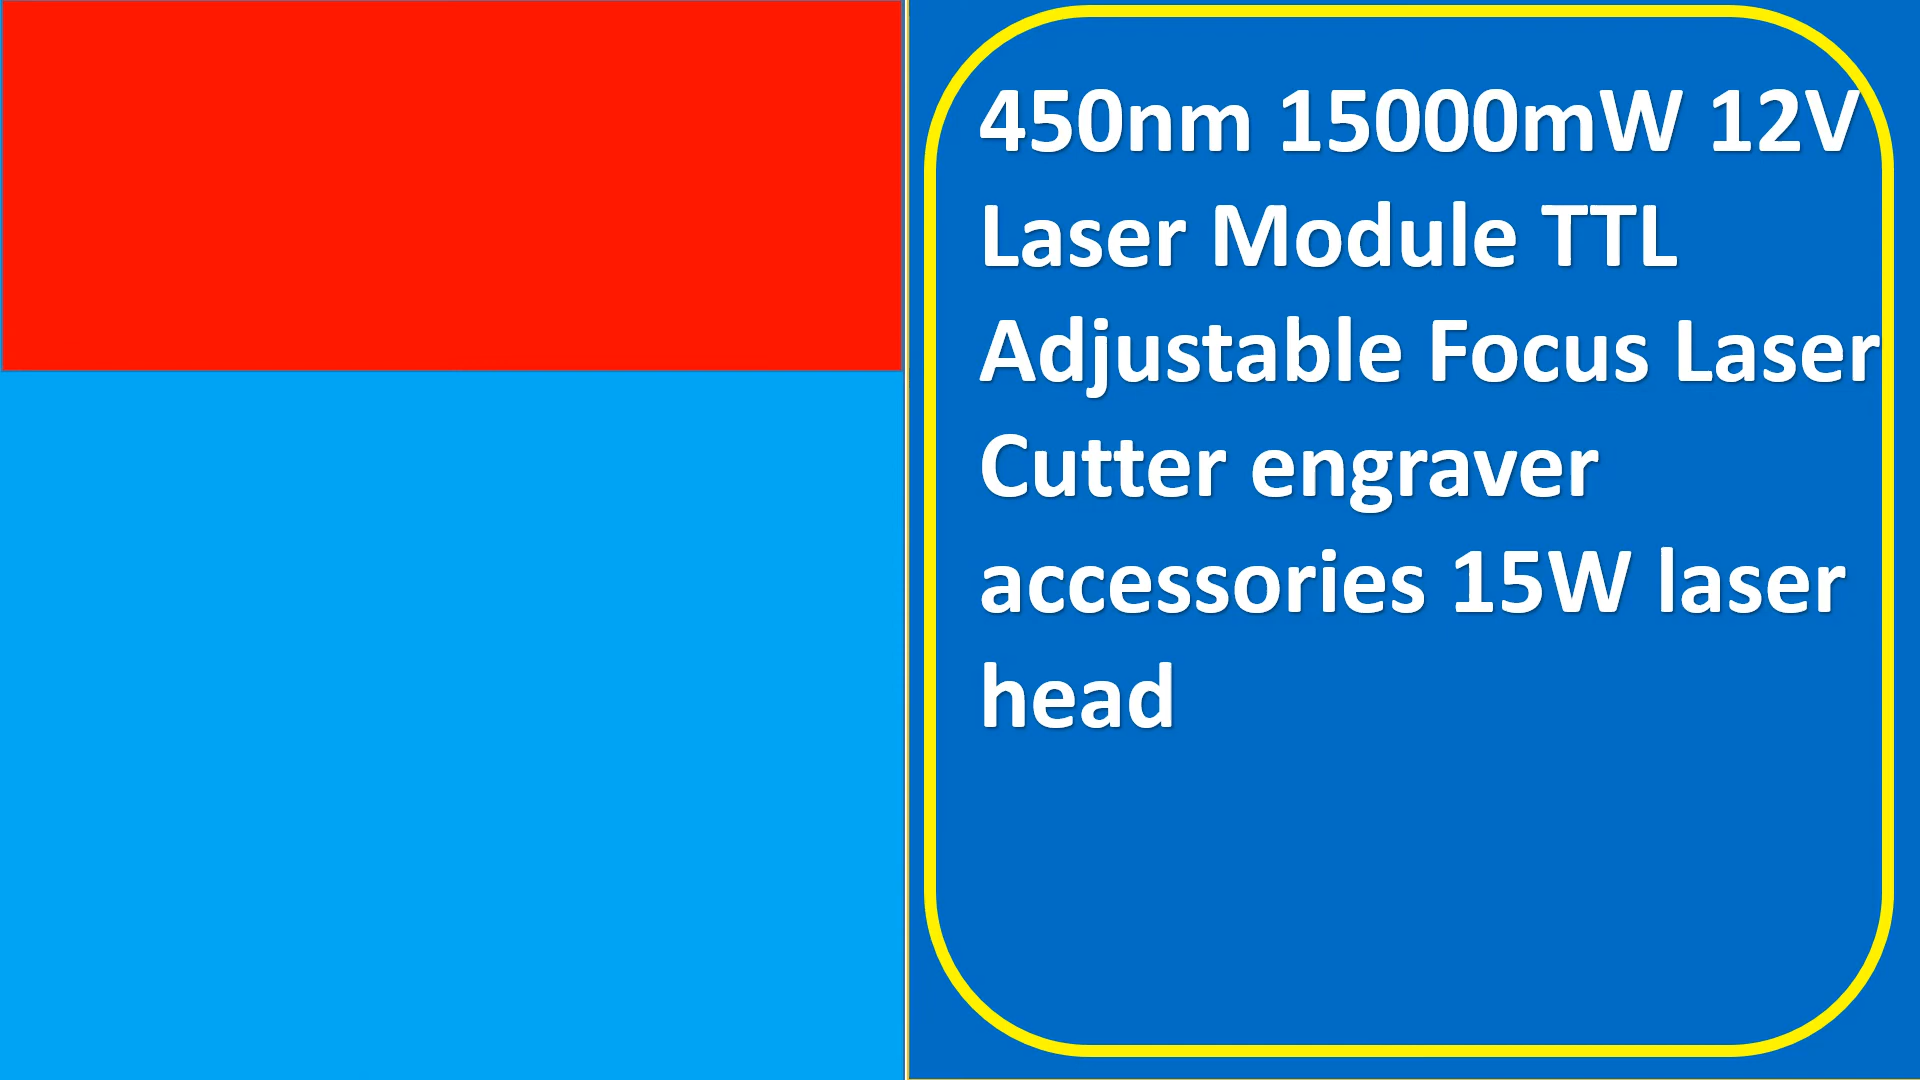 450nm 15000mW 12V
Laser Module TTL
Adjustable Focus Laser
Cutter engraver
accessories 15W laser
head